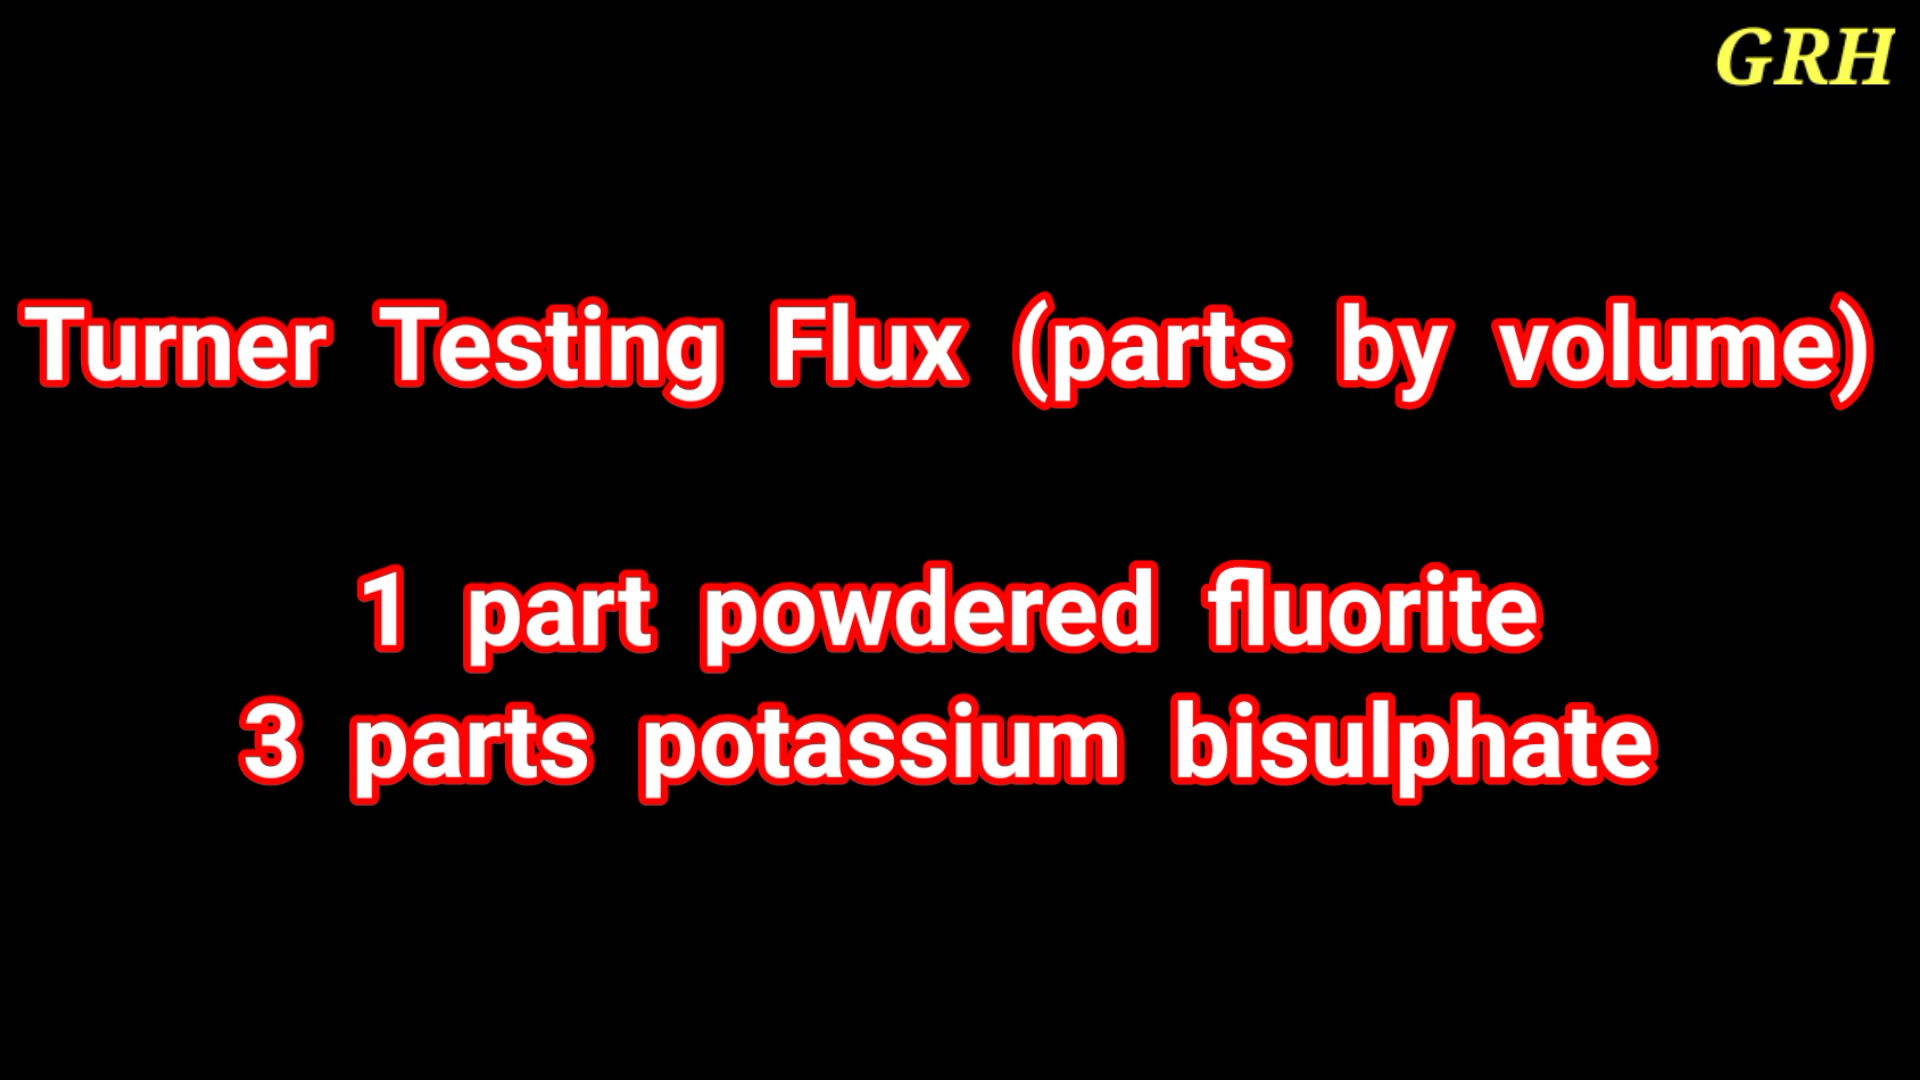 GRH
Turner Testing Flux (parts by volume)
1 part powdered fluorite
3 parts potassium bisulphate